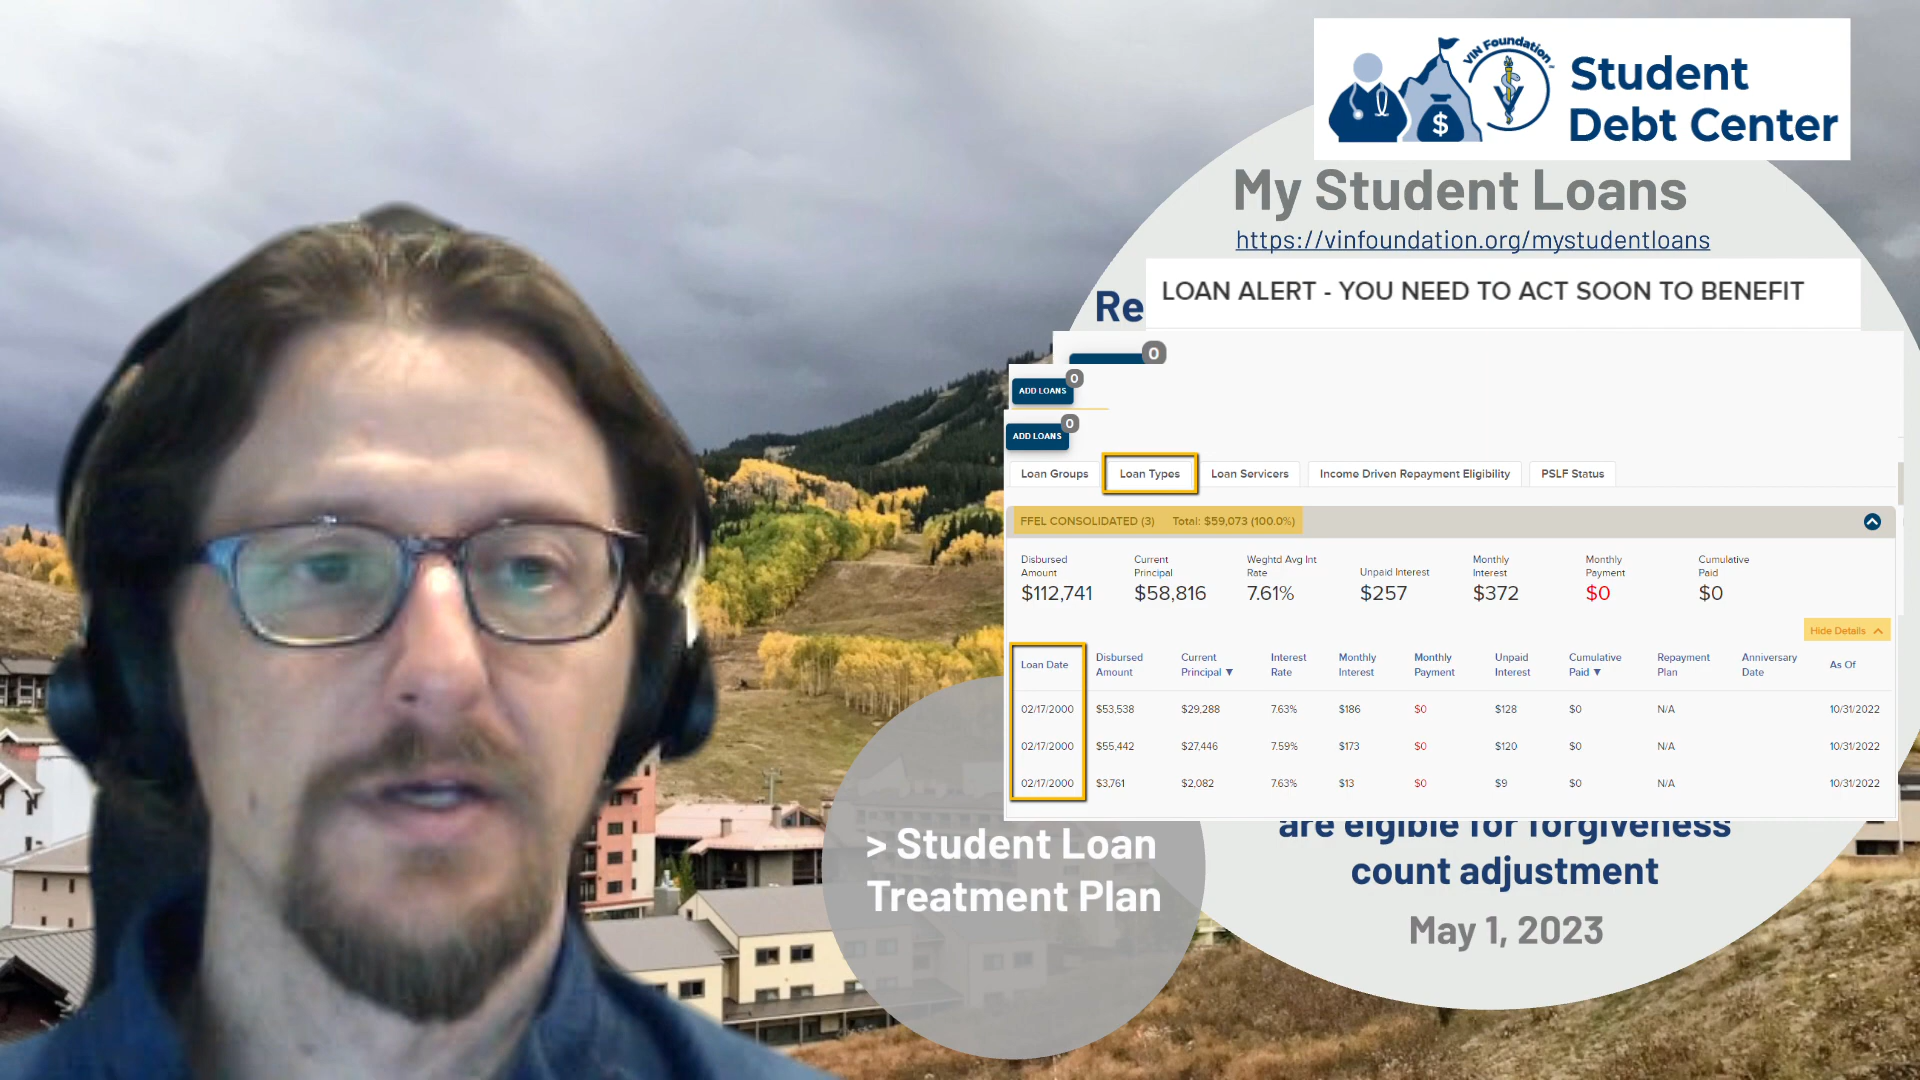 VIN Foundation
Student
Debt Center
My Student Loans
https://vinfoundation.org/mystudentloans
LOAN ALERT - YOU NEED TO ACT SOON TO BENEFIT
Re
0
ADD LOANS 0
ADD LOANS 0
Loan Groups Loan Types Loan Servicers Income Driven Repayment Eligibility PSLF Status
FFEL CONSOLIDATED (3) Total: $59,073 (100.0%)
Disbursed Amount Current Principal Weghtd Avg Int Rate Unpaid Interest Monthly Interest Monthly Payment Cumulative Paid
$112,741 $58,816 7.61% $257 $372 $0 $0
Hide Details
Loan Date Disbursed Amount Current Principal ▼ Interest Rate Monthly Interest Monthly Payment Unpaid Interest Cumulative Paid ▼ Repayment Plan Anniversary Date As Of
02/17/2000 $53,538 $29,288 7.63% $186 $0 $128 $0 N/A 10/31/2022
02/17/2000 $55,442 $27,446 7.59% $173 $0 $120 $0 N/A 10/31/2022
02/17/2000 $3,761 $2,082 7.63% $13 $0 $9 $0 N/A 10/31/2022
are elgible for forgiveness
count adjustment
May 1, 2023
> Student Loan
Treatment Plan